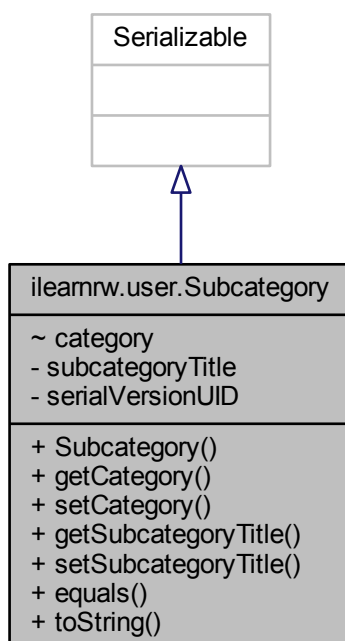 Serializable
ilearnrw.user.Subcategory
~ category
- subcategoryTitle
- serialVersionUID
+ Subcategory()
+ getCategory()
+ setCategory()
+ getSubcategoryTitle()
+ setSubcategoryTitle()
+ equals()
+ toString()